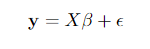 y = Xβ + ϵ